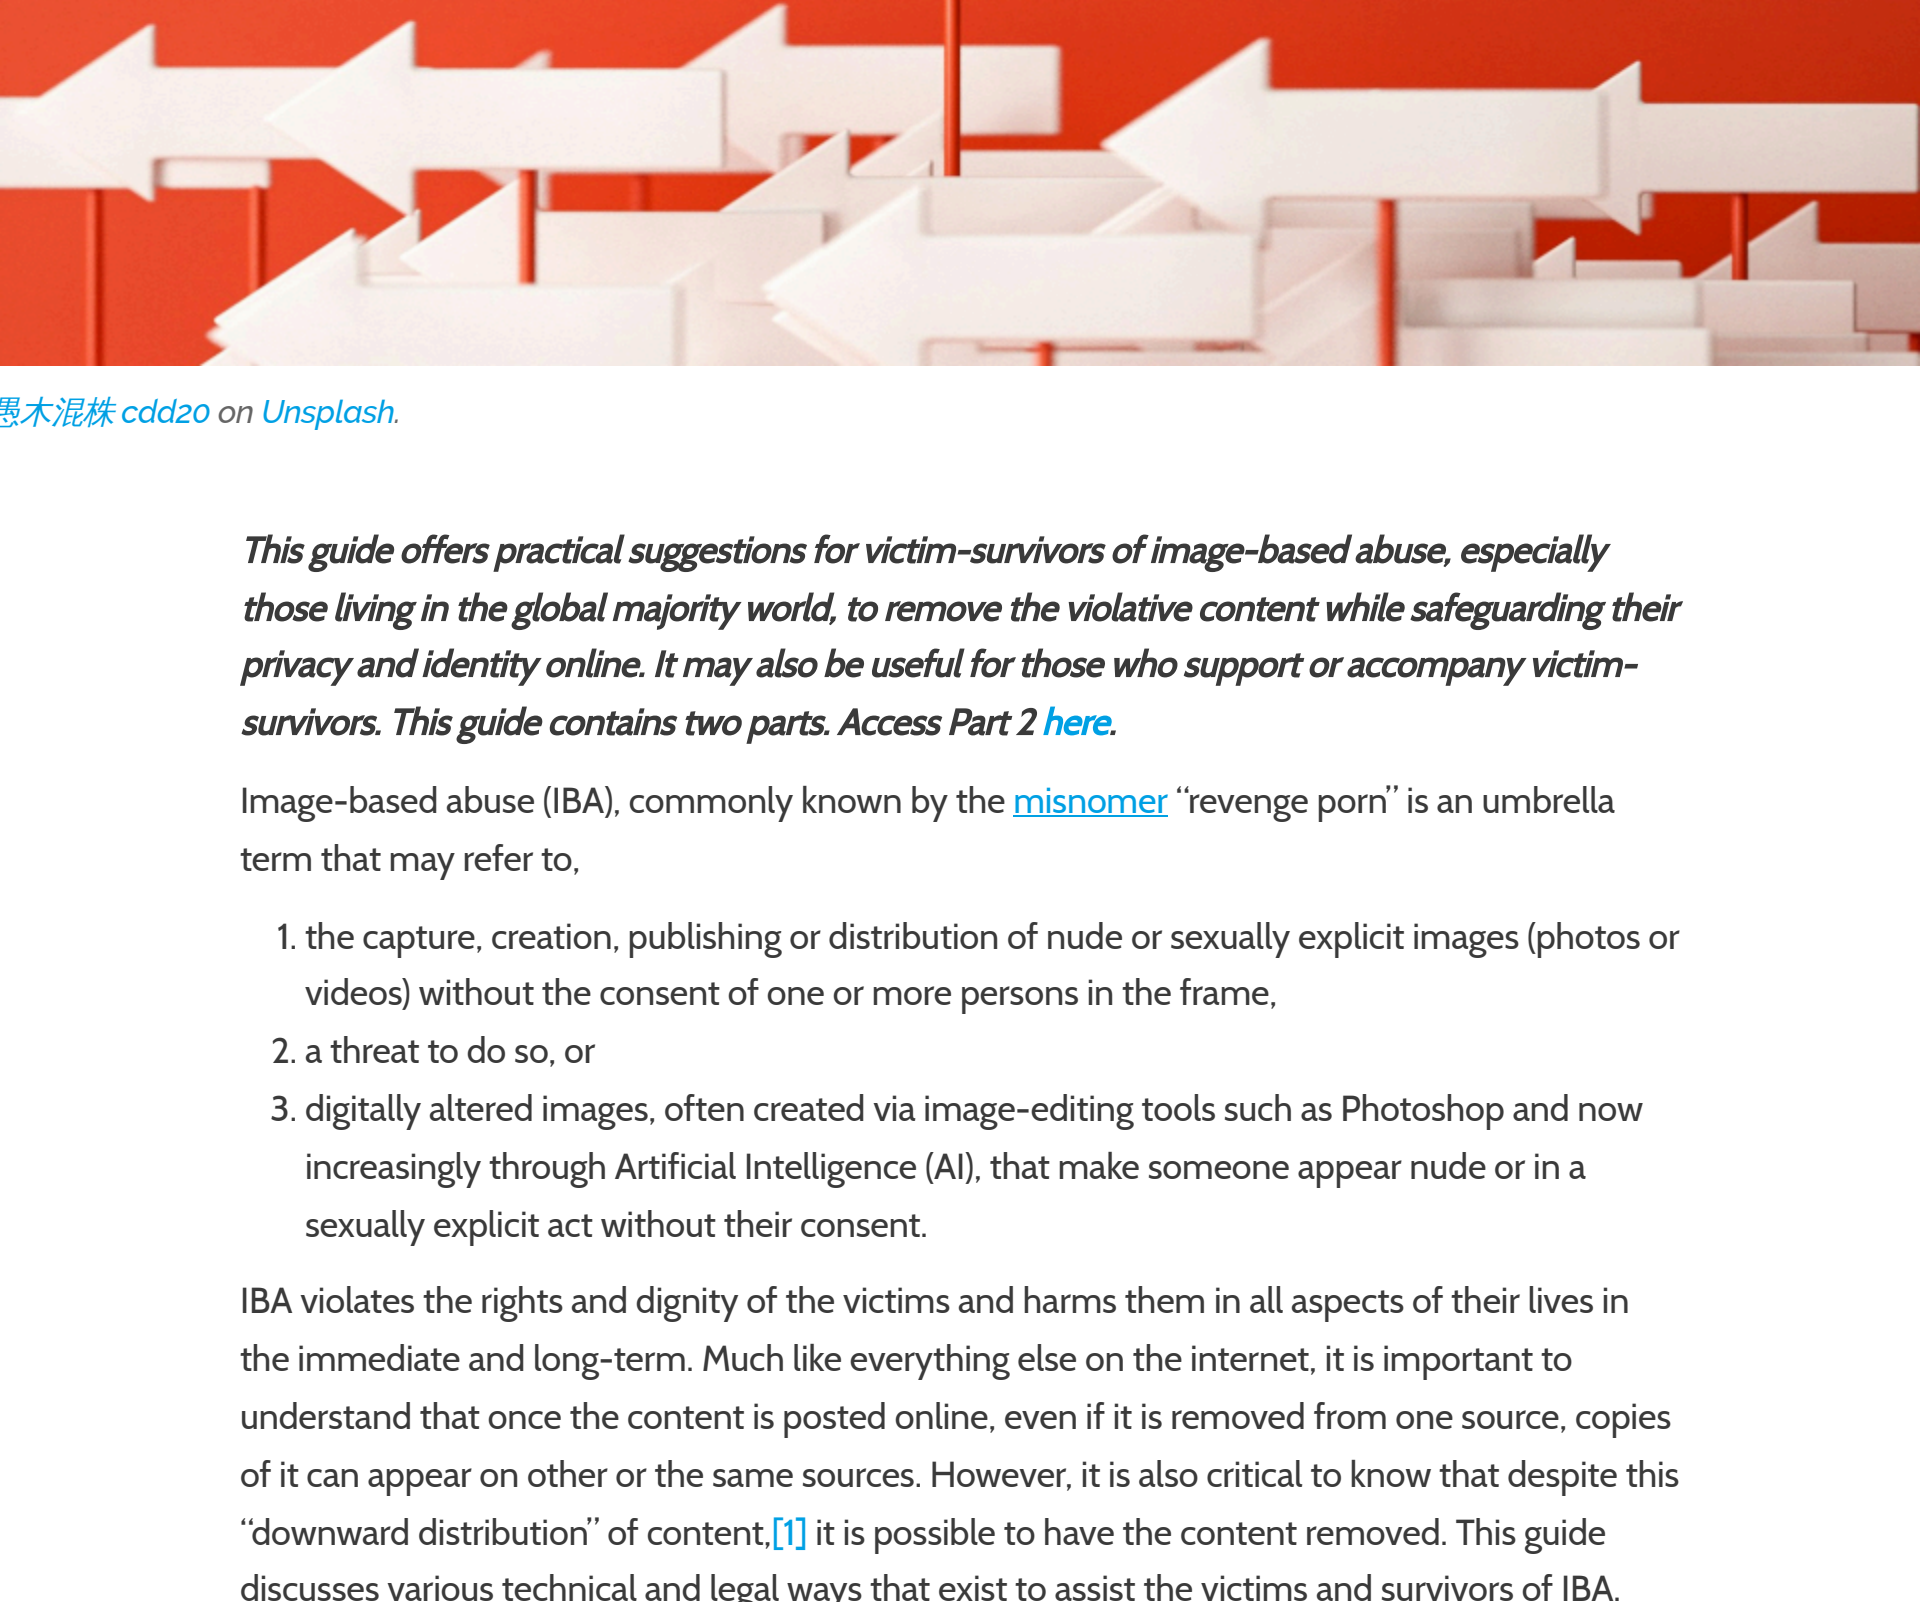 愚木混株 cdd20 on Unsplash.
This guide offers practical suggestions for victim-survivors of image-based abuse, especially
those living in the global majority world, to remove the violative content while safeguarding their
privacy and identity online. It may also be useful for those who support or accompany victim-
survivors. This guide contains two parts. Access Part 2 here.
Image-based abuse (IBA), commonly known by the misnomer “revenge porn” is an umbrella
term that may refer to,
1. the capture, creation, publishing or distribution of nude or sexually explicit images (photos or
videos) without the consent of one or more persons in the frame,
2. a threat to do so, or
3. digitally altered images, often created via image-editing tools such as Photoshop and now
increasingly through Artificial Intelligence (AI), that make someone appear nude or in a
sexually explicit act without their consent.
IBA violates the rights and dignity of the victims and harms them in all aspects of their lives in
the immediate and long-term. Much like everything else on the internet, it is important to
understand that once the content is posted online, even if it is removed from one source, copies
of it can appear on other or the same sources. However, it is also critical to know that despite this
“downward distribution” of content,[1] it is possible to have the content removed. This guide
discusses various technical and legal ways that exist to assist the victims and survivors of IBA.